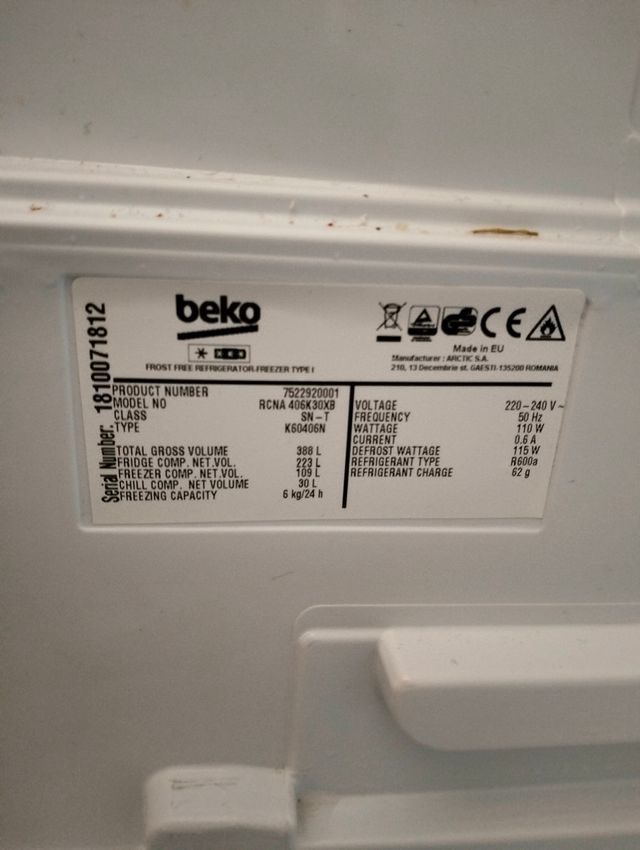 beko
FROST FREE REFRIGERATOR-FREEZER TYPE I
Made in EU
Manufacturer : ARCTIC S.A.
210, 13 Decembrie st. GAESTI-135200 ROMANIA
Serial Number: 1810071812
PRODUCT NUMBER 7522920001
MODEL NO RCNA 406K30XB
CLASS SN-T
TYPE K60406N
TOTAL GROSS VOLUME 388 L
FRIDGE COMP. NET.VOL. 223 L
FREEZER COMP. NET.VOL. 109 L
CHILL COMP. NET VOLUME 30 L
FREEZING CAPACITY 6 kg/24 h
VOLTAGE 220-240 V ~
FREQUENCY 50 Hz
WATTAGE 110 W
CURRENT 0.6 A
DEFROST WATTAGE 115 W
REFRIGERANT TYPE R600a
REFRIGERANT CHARGE 62 g